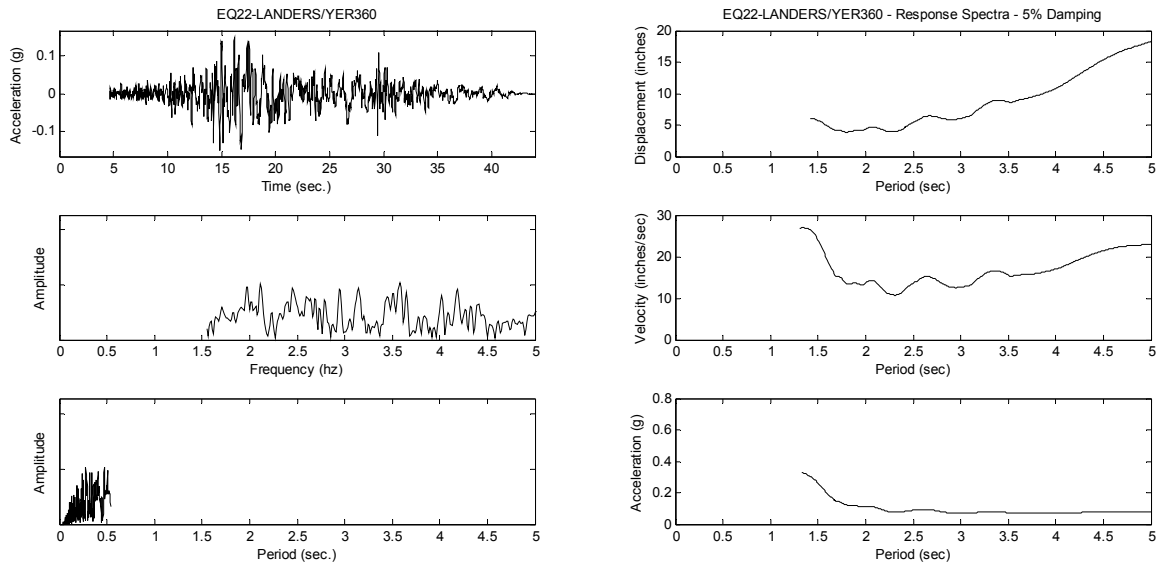 EQ22-LANDERS/YER360
Acceleration (g)
0.1
0
-0.1
0 5 10 15 20 25 30 35 40
Time (sec.)
Amplitude
0 0.5 1 1.5 2 2.5 3 3.5 4 4.5 5
Frequency (hz)
Amplitude
0 0.5 1 1.5 2 2.5 3 3.5 4 4.5 5
Period (sec.)
EQ22-LANDERS/YER360 - Response Spectra - 5% Damping
Displacement (inches)
20
15
10
5
0
0 0.5 1 1.5 2 2.5 3 3.5 4 4.5 5
Period (sec)
Velocity (inches/sec)
30
20
10
0
0 0.5 1 1.5 2 2.5 3 3.5 4 4.5 5
Period (sec)
Acceleration (g)
0.8
0.6
0.4
0.2
0
0 0.5 1 1.5 2 2.5 3 3.5 4 4.5 5
Period (sec)